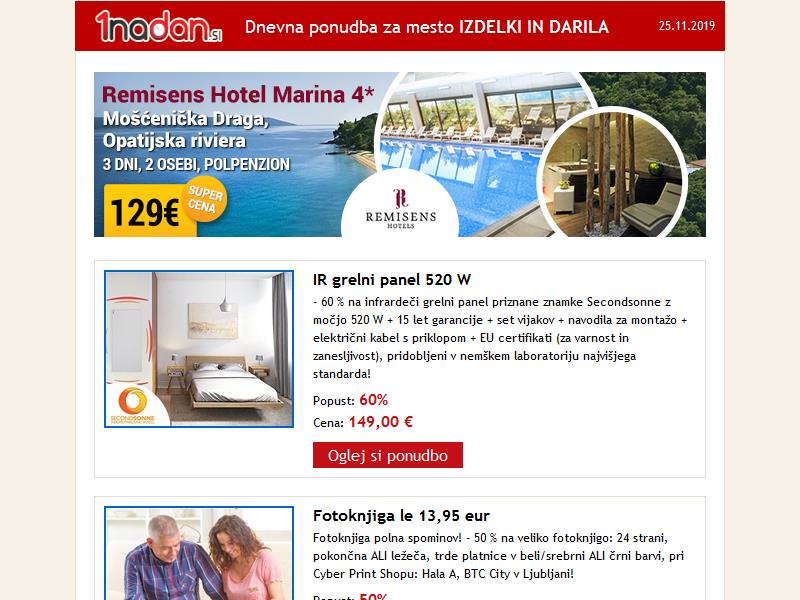 1nadan.si
Dnevna ponudba za mesto IZDELKI IN DARILA
25.11.2019
Remisens Hotel Marina 4*
Mošćenička Draga,
Opatijska riviera
3 DNI, 2 OSEBI, POLPENZION
129€
SUPER
CENA
REMISENS
HOTELS
IR grelni panel 520 W
- 60 % na infrardeči grelni panel priznane znamke Secondsonne z
močjo 520 W + 15 let garancije + set vijakov + navodila za montažo +
električni kabel s priklopom + EU certifikati (za varnost in
zanesljivost), pridobljeni v nemškem laboratoriju najvišjega
standarda!
SECONDSONNE
Popust: 60%
Cena: 149,00 €
Oglej si ponudbo
Fotoknjiga le 13,95 eur
Fotoknjiga polna spominov! - 50 % na veliko fotoknjigo: 24 strani,
pokončna ALI ležeča, trde platnice v beli/srebrni ALI črni barvi, pri
Cyber Print Shopu: Hala A, BTC City v Ljubljani!
Popust: 50%